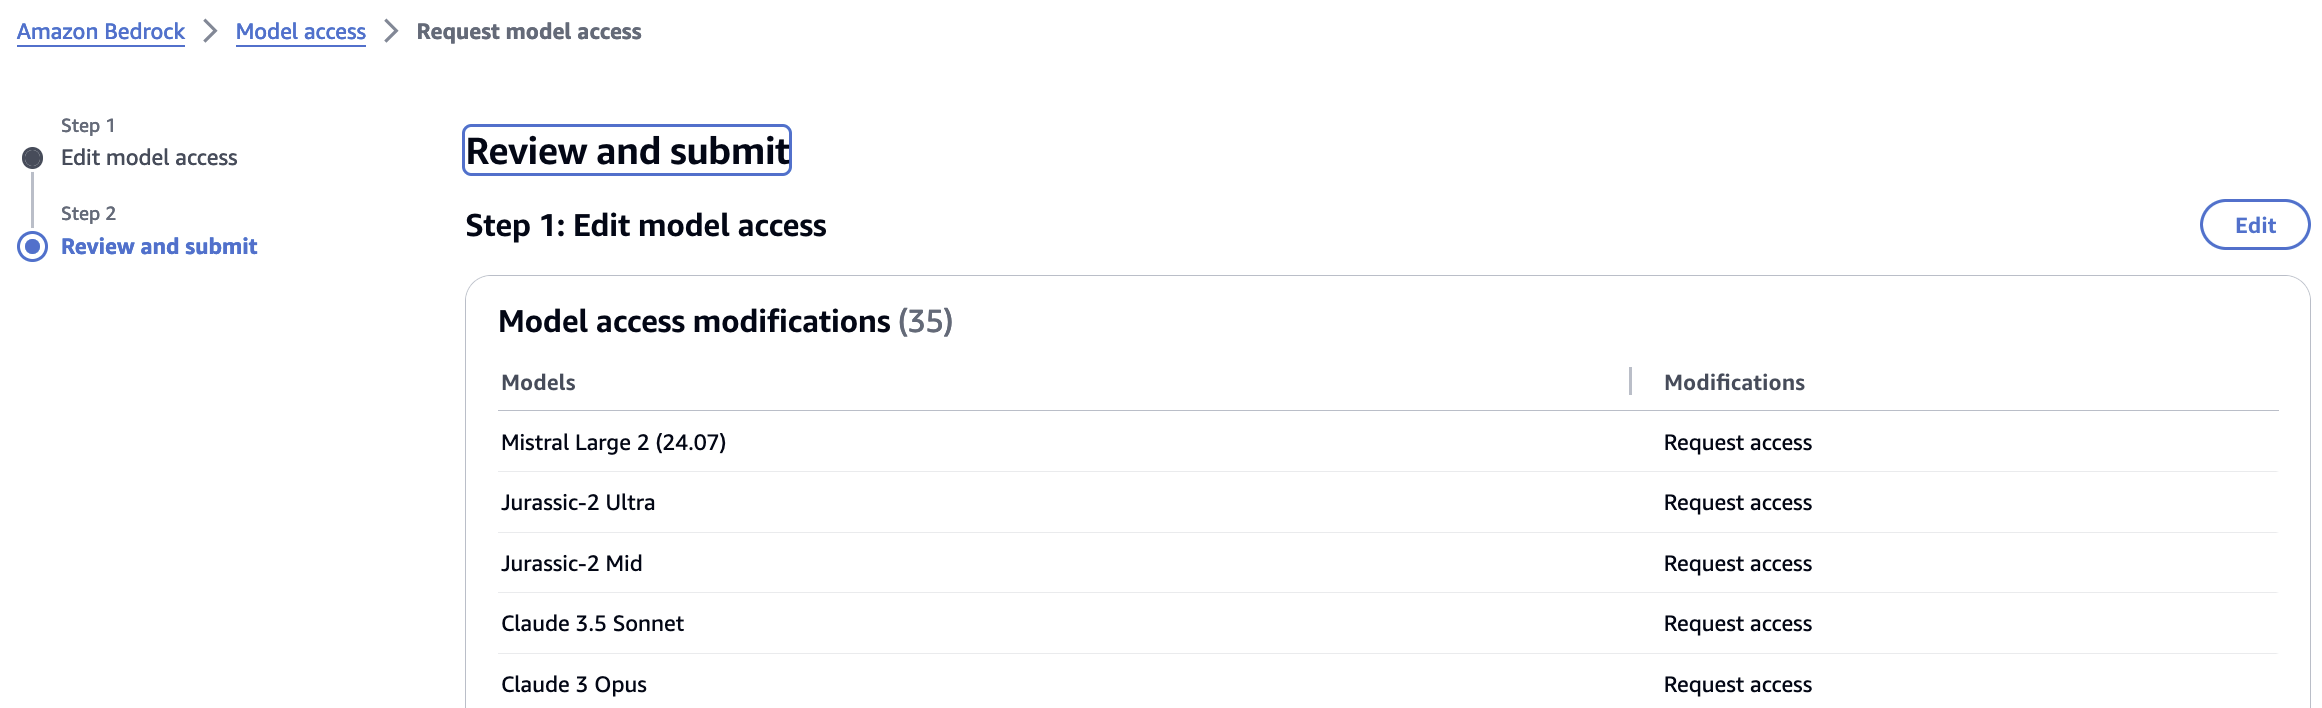 Amazon Bedrock > Model access > Request model access
Step 1
Edit model access
Step 2
Review and submit
Review and submit
Step 1: Edit model access
Edit
Model access modifications (35)
Models Modifications
Mistral Large 2 (24.07) Request access
Jurassic-2 Ultra Request access
Jurassic-2 Mid Request access
Claude 3.5 Sonnet Request access
Claude 3 Opus Request access